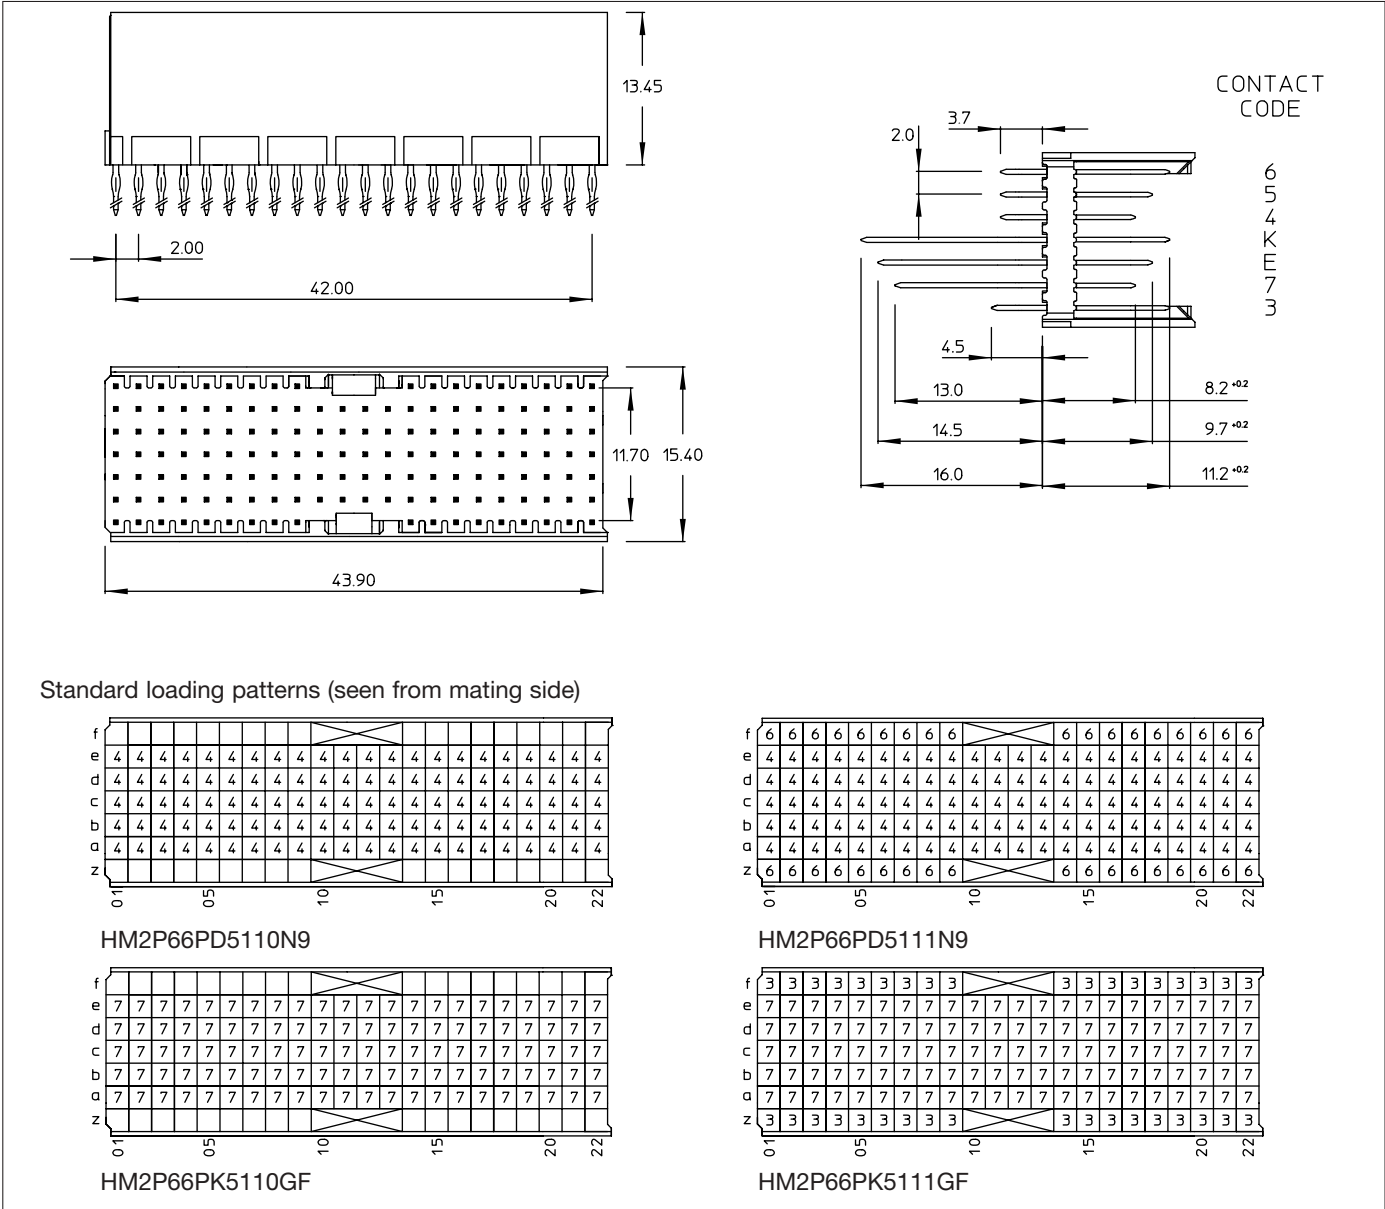 13.45
2.00
42.00
CONTACT
CODE
3.7
2.0
6
5
4
K
E
7
3
4.5
13.0
8.2 +0.2
14.5
9.7 +0.2
16.0
11.2 +0.2
11.70
15.40
43.90
Standard loading patterns (seen from mating side)
f
e 4 4 4 4 4 4 4 4 4 4 4 4 4 4 4 4 4 4 4 4 4 4
d 4 4 4 4 4 4 4 4 4 4 4 4 4 4 4 4 4 4 4 4 4 4
c 4 4 4 4 4 4 4 4 4 4 4 4 4 4 4 4 4 4 4 4 4 4
b 4 4 4 4 4 4 4 4 4 4 4 4 4 4 4 4 4 4 4 4 4 4
a 4 4 4 4 4 4 4 4 4 4 4 4 4 4 4 4 4 4 4 4 4 4
z
01 05 10 15 20 22
HM2P66PD5110N9
f 6 6 6 6 6 6 6 6 6 6 6 6 6 6 6 6 6 6
e 4 4 4 4 4 4 4 4 4 4 4 4 4 4 4 4 4 4 4 4 4 4
d 4 4 4 4 4 4 4 4 4 4 4 4 4 4 4 4 4 4 4 4 4 4
c 4 4 4 4 4 4 4 4 4 4 4 4 4 4 4 4 4 4 4 4 4 4
b 4 4 4 4 4 4 4 4 4 4 4 4 4 4 4 4 4 4 4 4 4 4
a 4 4 4 4 4 4 4 4 4 4 4 4 4 4 4 4 4 4 4 4 4 4
z 6 6 6 6 6 6 6 6 6 6 6 6 6 6 6 6 6 6
01 05 10 15 20 22
HM2P66PD5111N9
f
e 7 7 7 7 7 7 7 7 7 7 7 7 7 7 7 7 7 7 7 7 7 7
d 7 7 7 7 7 7 7 7 7 7 7 7 7 7 7 7 7 7 7 7 7 7
c 7 7 7 7 7 7 7 7 7 7 7 7 7 7 7 7 7 7 7 7 7 7
b 7 7 7 7 7 7 7 7 7 7 7 7 7 7 7 7 7 7 7 7 7 7
a 7 7 7 7 7 7 7 7 7 7 7 7 7 7 7 7 7 7 7 7 7 7
z
01 05 10 15 20 22
HM2P66PK5110GF
f 3 3 3 3 3 3 3 3 3 3 3 3 3 3 3 3 3 3
e 7 7 7 7 7 7 7 7 7 7 7 7 7 7 7 7 7 7 7 7 7 7
d 7 7 7 7 7 7 7 7 7 7 7 7 7 7 7 7 7 7 7 7 7 7
c 7 7 7 7 7 7 7 7 7 7 7 7 7 7 7 7 7 7 7 7 7 7
b 7 7 7 7 7 7 7 7 7 7 7 7 7 7 7 7 7 7 7 7 7 7
a 7 7 7 7 7 7 7 7 7 7 7 7 7 7 7 7 7 7 7 7 7 7
z 3 3 3 3 3 3 3 3 3 3 3 3 3 3 3 3 3 3
01 05 10 15 20 22
HM2P66PK5111GF